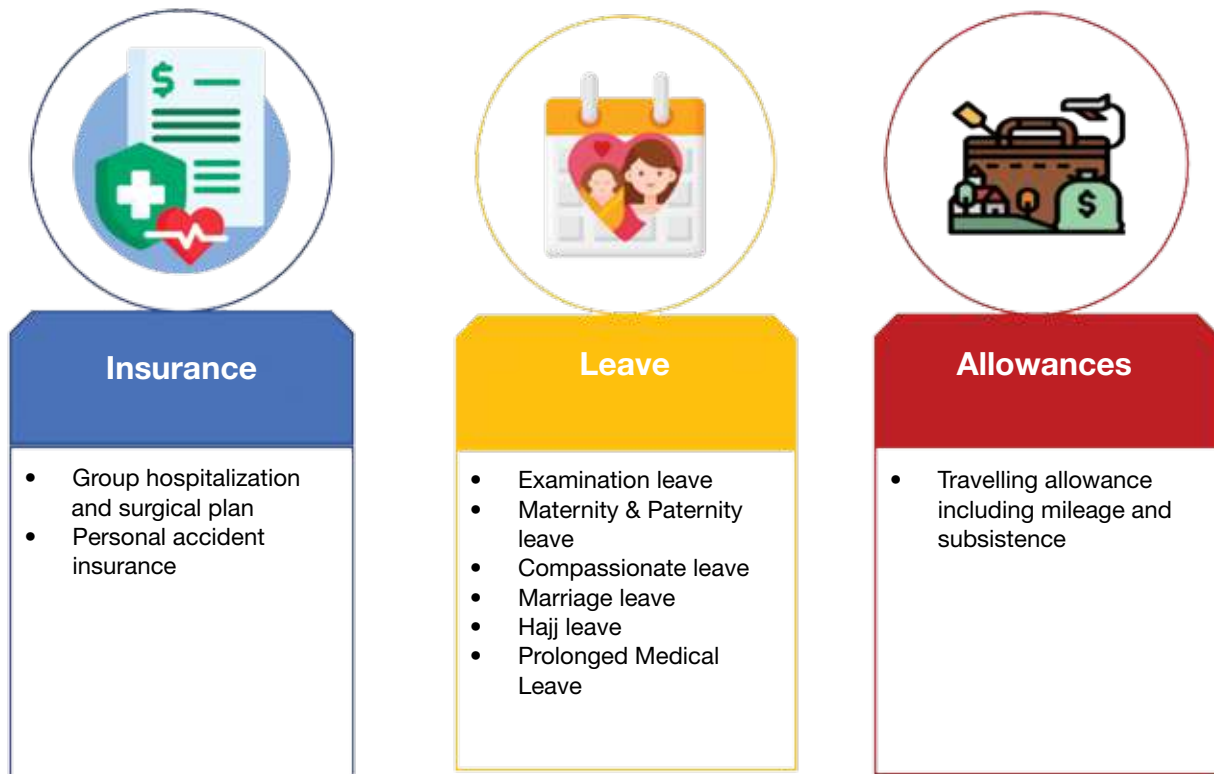 $
Insurance
• Group hospitalization
and surgical plan
• Personal accident
insurance
Leave
• Examination leave
• Maternity & Paternity
leave
• Compassionate leave
• Marriage leave
• Hajj leave
• Prolonged Medical
Leave
$
Allowances
• Travelling allowance
including mileage and
subsistence